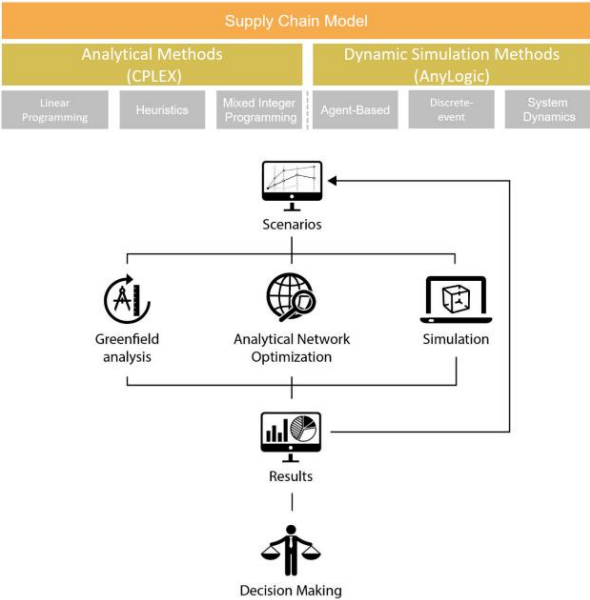 Supply Chain Model
Analytical Methods
(CPLEX)
Dynamic Simulation Methods
(AnyLogic)
Linear
Programming
Heuristics
Mixed Integer
Programming
Agent-Based
Discrete-
event
System
Dynamics
Scenarios
Greenfield
analysis
Analytical Network
Optimization
Simulation
Results
Decision Making